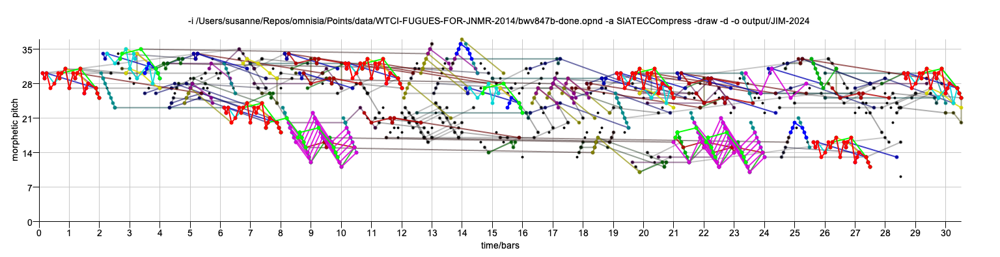 -i /Users/susanne/Repos/omnisia/Points/data/WTCI-FUGUES-FOR-JNMR-2014/bwv847b-done.opnd -a SIATECCompress -draw -d -o output/JIM-2024
morphetic pitch
35
28
21
14
7
0
0 1 2 3 4 5 6 7 8 9 10 11 12 13 14 15 16 17 18 19 20 21 22 23 24 25 26 27 28 29 30
time/bars